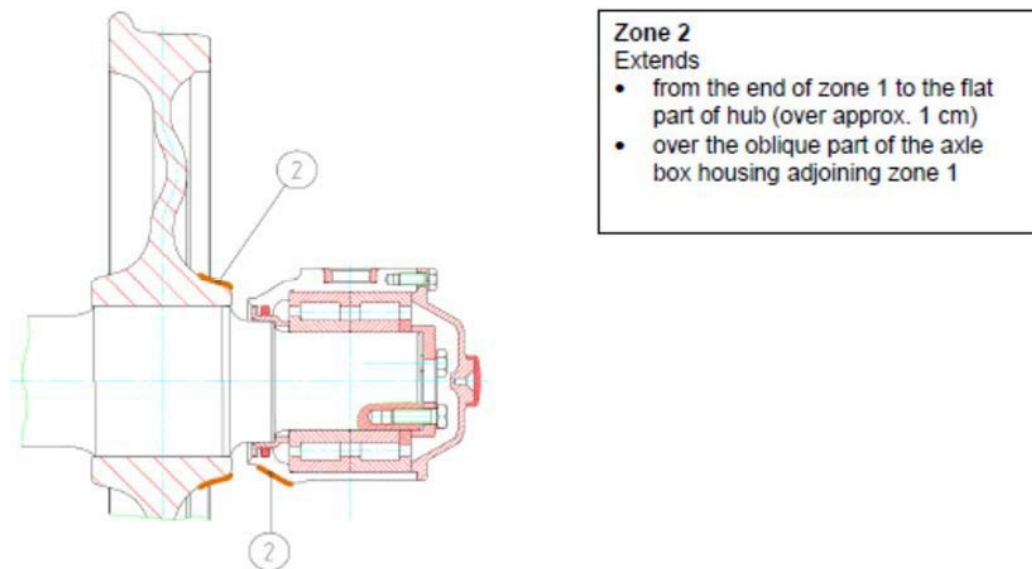 Zone 2
Extends
• from the end of zone 1 to the flat
part of hub (over approx. 1 cm)
• over the oblique part of the axle
box housing adjoining zone 1
2
2